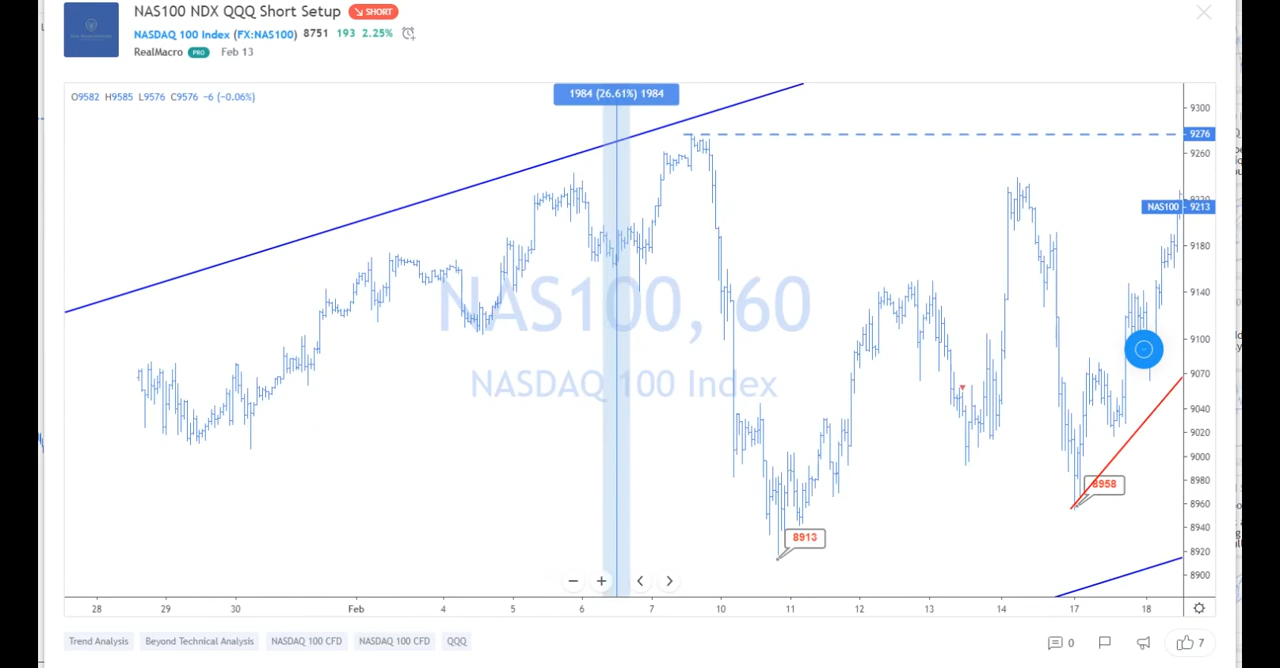 NAS100 NDX QQQ Short Setup SHORT
NASDAQ 100 Index (FX:NAS100) 8751 193 2.25%
RealMacro PRO Feb 13
O9582 H9585 L9576 C9576 −6 (−0.06%)
1984 (26.61%) 1984
9300
9276
9260
NAS100 9213
9180
9140
9100
9070
9040
9020
9000
8980
8960
8940
8920
8900
NAS100, 60
NASDAQ 100 Index
8958
8913
28 29 30 Feb 4 5 6 7 10 11 12 13 14 17 18
Trend Analysis Beyond Technical Analysis NASDAQ 100 CFD NASDAQ 100 CFD QQQ
0 7